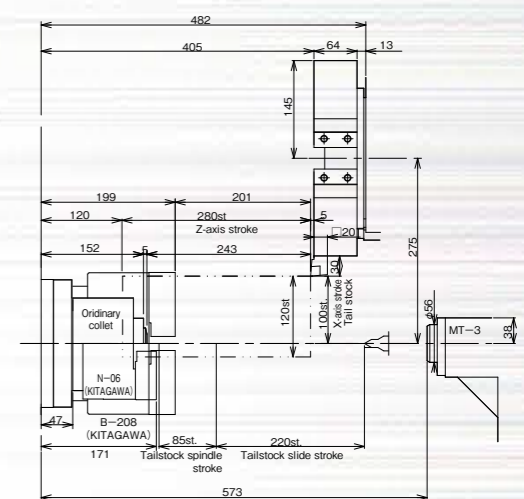 482
405
64
13
145
199
201
120
280st
5
Z-axis stroke
□20
275
152
5
243
30
X-axis stroke
Tail stock
120st
100st.
φ56
Oridinary
collet
MT-3
38
N-06
(KITAGAWA)
47
B-208
(KITAGAWA)
171
85st.
220st.
Tailstock spindle
stroke
Tailstock slide stroke
573